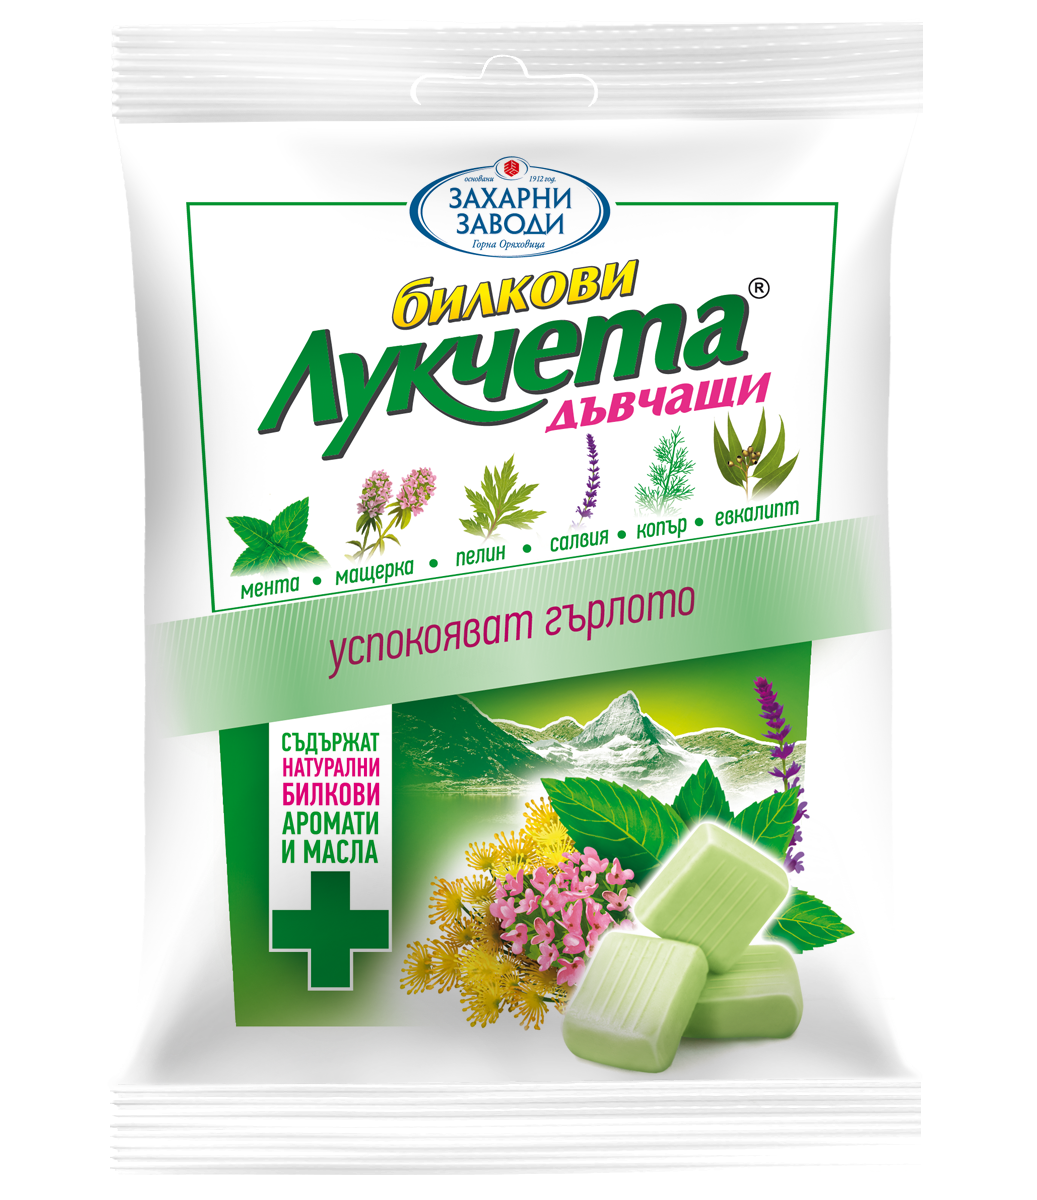 основани 1912 год.
ЗАХАРНИ
ЗАВОДИ
Горна Оряховица
билкови
Лукчета®
дъвчащи
мента • мащерка • пелин • салвия • копър • евкалипт
успокояват гърлото
СЪДЪРЖАТ
НАТУРАЛНИ
БИЛКОВИ
АРОМАТИ
И МАСЛА